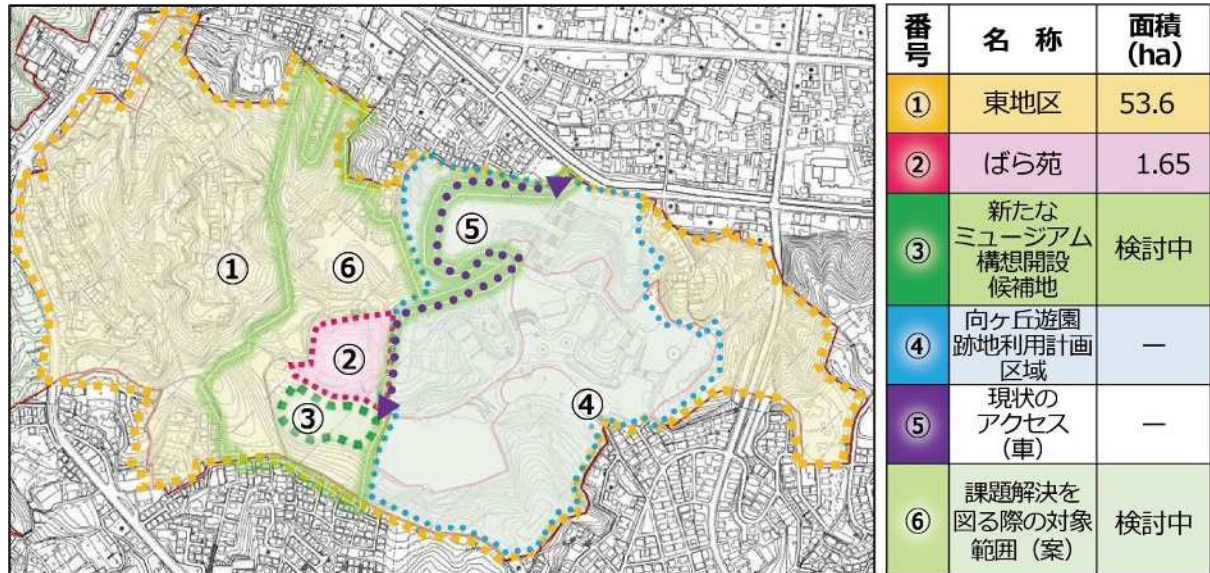 ①
⑥
⑤
②
③
④
番号 名 称 面積(ha)
① 東地区 53.6
② ばら苑 1.65
③ 新たな
ミュージアム
構想開設
候補地 検討中
④ 向ヶ丘遊園
跡地利用計画
区域 ―
⑤ 現状の
アクセス
(車) ―
⑥ 課題解決を
図る際の対象
範囲(案) 検討中